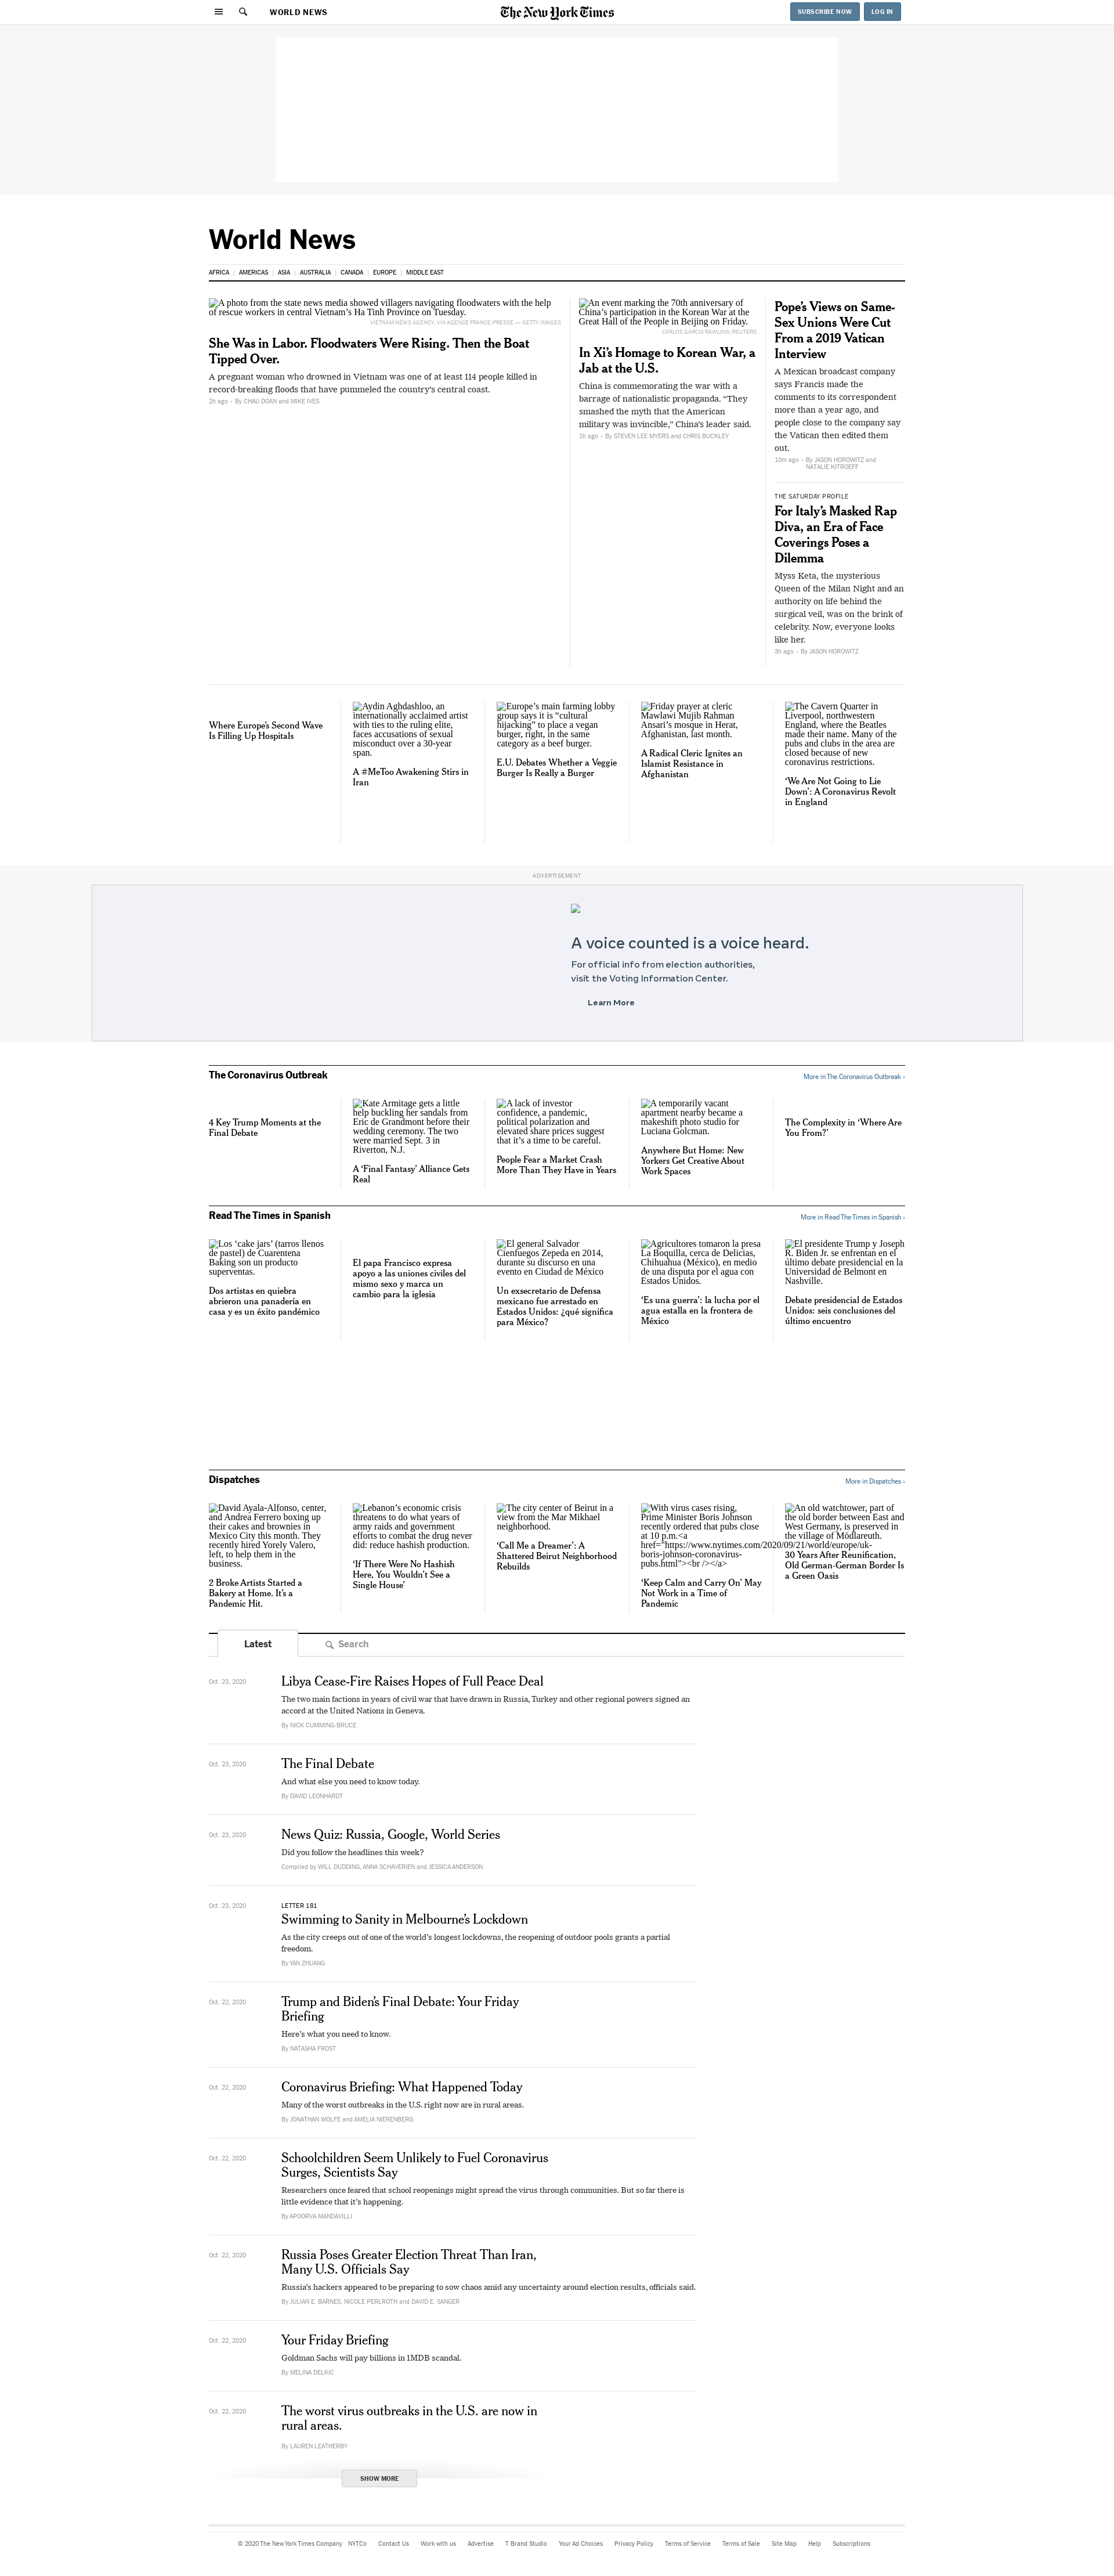 WORLD NEWS
The New York Times
SUBSCRIBE NOW
LOG IN
World News
AFRICA
AMERICAS
ASIA
AUSTRALIA
CANADA
EUROPE
MIDDLE EAST
A photo from the state news media showed villagers navigating floodwaters with the help
of rescue workers in central Vietnam's Ha Tinh Province on Tuesday.
VIETNAM NEWS AGENCY, VIA AGENCE FRANCE-PRESSE — GETTY IMAGES
She Was in Labor. Floodwaters Were Rising. Then the Boat
Tipped Over.
A pregnant woman who drowned in Vietnam was one of at least 114 people killed in
record-breaking floods that have pummeled the country's central coast.
2h ago · By CHAU DOAN and MIKE IVES
An event marking the 70th anniversary of
China's participation in the Korean War at the
Great Hall of the People in Beijing on Friday.
CARLOS GARCIA RAWLINS/REUTERS
In Xi's Homage to Korean War, a
Jab at the U.S.
China is commemorating the war with a
barrage of nationalistic propaganda. "They
smashed the myth that the American
military was invincible," China's leader said.
1h ago · By STEVEN LEE MYERS and CHRIS BUCKLEY
Pope's Views on Same-
Sex Unions Were Cut
From a 2019 Vatican
Interview
A Mexican broadcast company
says Francis made the
comments to its correspondent
more than a year ago, and
people close to the company say
the Vatican then edited them
out.
10m ago · By JASON HOROWITZ and
NATALIE KITROEFF
THE SATURDAY PROFILE
For Italy's Masked Rap
Diva, an Era of Face
Coverings Poses a
Dilemma
Myss Keta, the mysterious
Queen of the Milan Night and an
authority on life behind the
surgical veil, was on the brink of
celebrity. Now, everyone looks
like her.
3h ago · By JASON HOROWITZ
Where Europe's Second Wave
Is Filling Up Hospitals
Aydin Aghdashloo, an
internationally acclaimed artist
with ties to the ruling elite,
faces accusations of sexual
misconduct over a 30-year
span.
A #MeToo Awakening Stirs in
Iran
Europe's main farming lobby
group says it is "cultural
hijacking" to place a vegan
burger, right, in the same
category as a beef burger.
E.U. Debates Whether a Veggie
Burger Is Really a Burger
Friday prayer at cleric
Mawlawi Mujib Rahman
Ansari's mosque in Herat,
Afghanistan, last month.
A Radical Cleric Ignites an
Islamist Resistance in
Afghanistan
The Cavern Quarter in
Liverpool, northwestern
England, where the Beatles
made their name. Many of the
pubs and clubs in the area are
closed because of new
coronavirus restrictions.
'We Are Not Going to Lie
Down': A Coronavirus Revolt
in England
ADVERTISEMENT
A voice counted is a voice heard.
For official info from election authorities,
visit the Voting Information Center.
Learn More
The Coronavirus Outbreak
More in The Coronavirus Outbreak ›
4 Key Trump Moments at the
Final Debate
Kate Armitage gets a little
help buckling her sandals from
Eric de Grandmont before their
wedding ceremony. The two
were married Sept. 3 in
Riverton, N.J.
A 'Final Fantasy' Alliance Gets
Real
A lack of investor
confidence, a pandemic,
political polarization and
elevated share prices suggest
that it's a time to be careful.
People Fear a Market Crash
More Than They Have in Years
A temporarily vacant
apartment nearby became a
makeshift photo studio for
Luciana Golcman.
Anywhere But Home: New
Yorkers Get Creative About
Work Spaces
The Complexity in 'Where Are
You From?'
Read The Times in Spanish
More in Read The Times in Spanish ›
Los 'cake jars' (tarros llenos
de pastel) de Cuarentena
Baking son un producto
superventas.
Dos artistas en quiebra
abrieron una panadería en
casa y es un éxito pandémico
El papa Francisco expresa
apoyo a las uniones civiles del
mismo sexo y marca un
cambio para la iglesia
El general Salvador
Cienfuegos Zepeda en 2014,
durante su discurso en una
evento en Ciudad de México
Un exsecretario de Defensa
mexicano fue arrestado en
Estados Unidos: ¿qué significa
para México?
Agricultores tomaron la presa
La Boquilla, cerca de Delicias,
Chihuahua (México), en medio
de una disputa por el agua con
Estados Unidos.
'Es una guerra': la lucha por el
agua estalla en la frontera de
México
El presidente Trump y Joseph
R. Biden Jr. se enfrentan en el
último debate presidencial en la
Universidad de Belmont en
Nashville.
Debate presidencial de Estados
Unidos: seis conclusiones del
último encuentro
Dispatches
More in Dispatches ›
David Ayala-Alfonso, center,
and Andrea Ferrero boxing up
their cakes and brownies in
Mexico City this month. They
recently hired Yorely Valero,
left, to help them in the
business.
2 Broke Artists Started a
Bakery at Home. It's a
Pandemic Hit.
Lebanon's economic crisis
threatens to do what years of
army raids and government
efforts to combat the drug never
did: reduce hashish production.
'If There Were No Hashish
Here, You Wouldn't See a
Single House'
The city center of Beirut in a
view from the Mar Mikhael
neighborhood.
'Call Me a Dreamer': A
Shattered Beirut Neighborhood
Rebuilds
With virus cases rising,
Prime Minister Boris Johnson
recently ordered that pubs close
at 10 p.m.<a
href="https://www.nytimes.com/2020/09/21/world/europe/uk-
boris-johnson-coronavirus-
pubs.html"><br /></a>
'Keep Calm and Carry On' May
Not Work in a Time of
Pandemic
An old watchtower, part of
the old border between East and
West Germany, is preserved in
the village of Mödlareuth.
30 Years After Reunification,
Old German-German Border Is
a Green Oasis
Latest
Search
Oct. 23, 2020
Libya Cease-Fire Raises Hopes of Full Peace Deal
The two main factions in years of civil war that have drawn in Russia, Turkey and other regional powers signed an
accord at the United Nations in Geneva.
By NICK CUMMING-BRUCE
Oct. 23, 2020
The Final Debate
And what else you need to know today.
By DAVID LEONHARDT
Oct. 23, 2020
News Quiz: Russia, Google, World Series
Did you follow the headlines this week?
Compiled by WILL DUDDING, ANNA SCHAVERIEN and JESSICA ANDERSON
Oct. 23, 2020
LETTER 181
Swimming to Sanity in Melbourne's Lockdown
As the city creeps out of one of the world's longest lockdowns, the reopening of outdoor pools grants a partial
freedom.
By YAN ZHUANG
Oct. 22, 2020
Trump and Biden's Final Debate: Your Friday
Briefing
Here's what you need to know.
By NATASHA FROST
Oct. 22, 2020
Coronavirus Briefing: What Happened Today
Many of the worst outbreaks in the U.S. right now are in rural areas.
By JONATHAN WOLFE and AMELIA NIERENBERG
Oct. 22, 2020
Schoolchildren Seem Unlikely to Fuel Coronavirus
Surges, Scientists Say
Researchers once feared that school reopenings might spread the virus through communities. But so far there is
little evidence that it's happening.
By APOORVA MANDAVILLI
Oct. 22, 2020
Russia Poses Greater Election Threat Than Iran,
Many U.S. Officials Say
Russia's hackers appeared to be preparing to sow chaos amid any uncertainty around election results, officials said.
By JULIAN E. BARNES, NICOLE PERLROTH and DAVID E. SANGER
Oct. 22, 2020
Your Friday Briefing
Goldman Sachs will pay billions in 1MDB scandal.
By MELINA DELKIC
Oct. 22, 2020
The worst virus outbreaks in the U.S. are now in
rural areas.
By LAUREN LEATHERBY
SHOW MORE
© 2020 The New York Times Company
NYTCo
Contact Us
Work with us
Advertise
T Brand Studio
Your Ad Choices
Privacy Policy
Terms of Service
Terms of Sale
Site Map
Help
Subscriptions